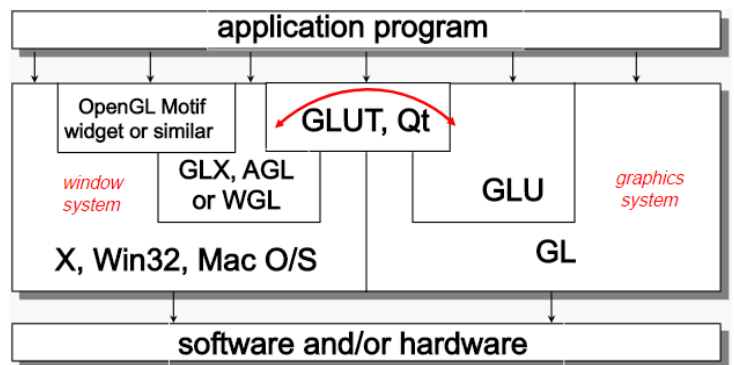 application program
OpenGL Motif
widget or similar
GLUT, Qt
GLX, AGL
or WGL
window
system
GLU
graphics
system
X, Win32, Mac O/S
GL
software and/or hardware